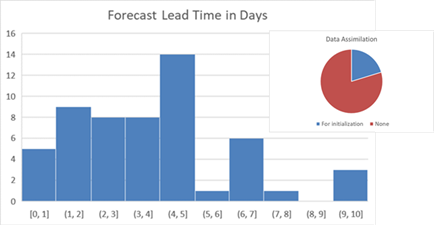 Forecast Lead Time in Days
16
14
12
10
8
6
4
2
0
[0, 1] (1, 2] (2, 3] (3, 4] (4, 5] (5, 6] (6, 7] (7, 8] (8, 9] (9, 10]
Data Assimilation
For initialization None